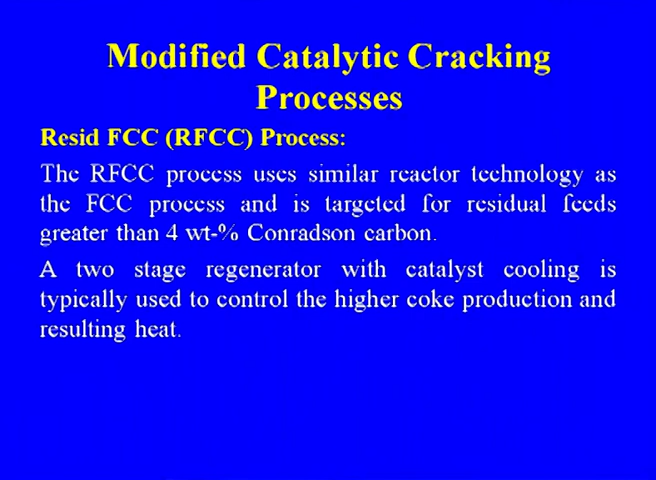 Modified Catalytic Cracking
Processes
Resid FCC (RFCC) Process:
The RFCC process uses similar reactor technology as
the FCC process and is targeted for residual feeds
greater than 4 wt-% Conradson carbon.
A two stage regenerator with catalyst cooling is
typically used to control the higher coke production and
resulting heat.